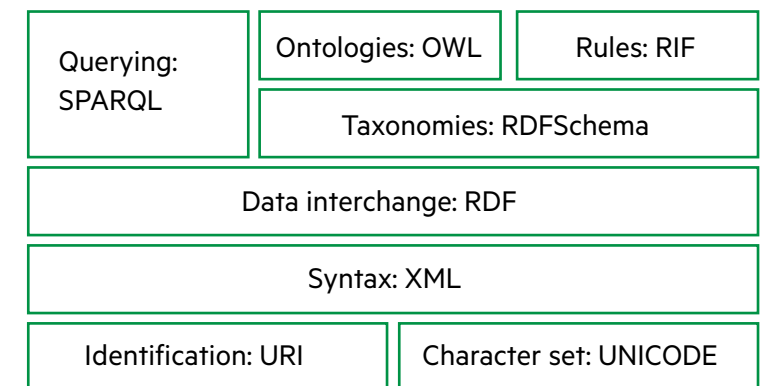 Querying:
SPARQL
Ontologies: OWL
Rules: RIF
Taxonomies: RDFSchema
Data interchange: RDF
Syntax: XML
Identification: URI
Character set: UNICODE